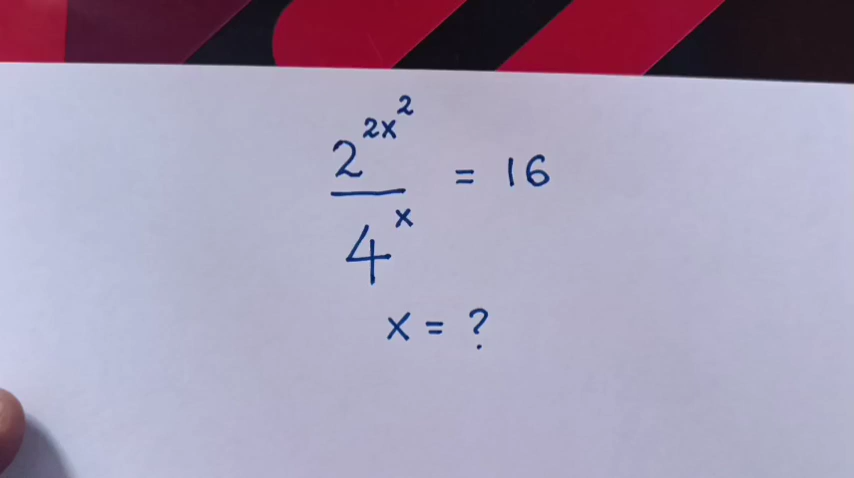 2^{2x^2} / 4^x = 16
x = ?